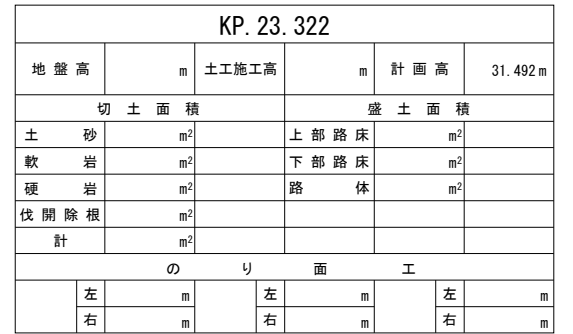 KP. 23. 322
地 盤 高 m 土工施工高 m 計 画 高 31.492 m
切 土 面 積 盛 土 面 積
土 砂 m² 上 部 路 床 m²
軟 岩 m² 下 部 路 床 m²
硬 岩 m² 路 体 m²
伐 開 除 根 m²
計 m²
の り 面 工
左 m 左 m 左 m
右 m 右 m 右 m